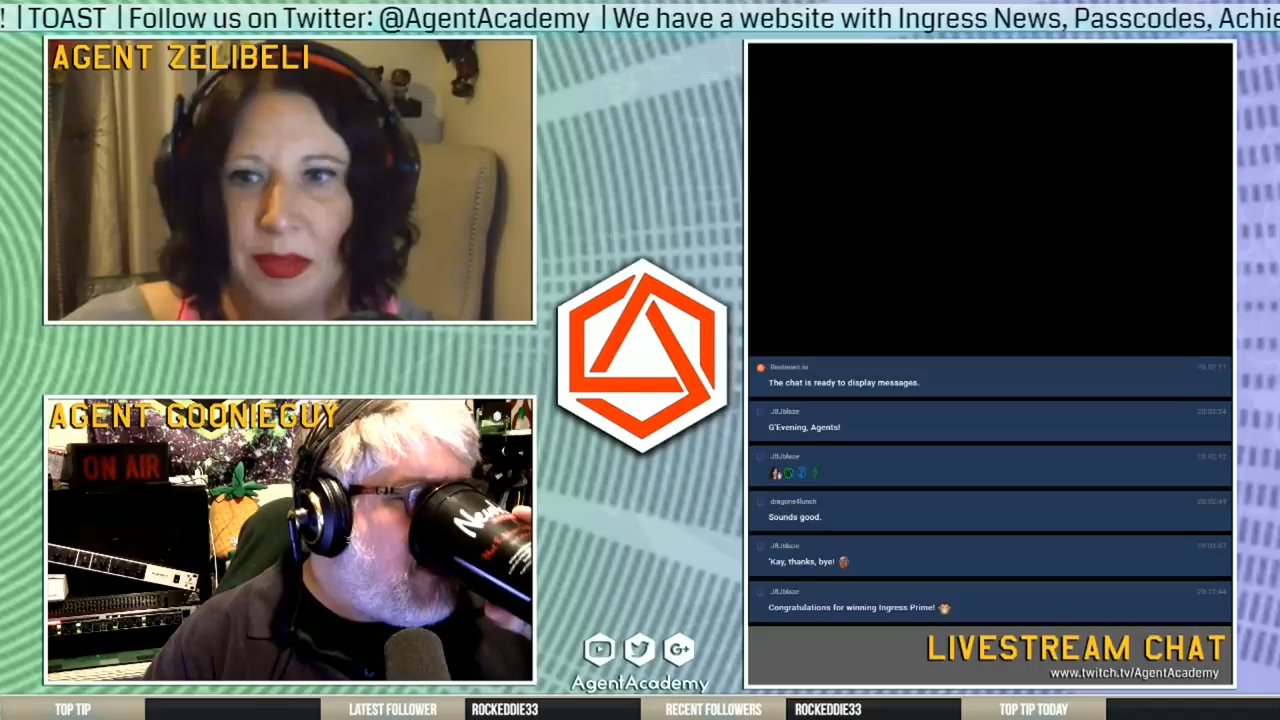 ! | TOAST | Follow us on Twitter: @AgentAcademy | We have a website with Ingress News, Passcodes, Achie
AGENT ZELIBELI
AGENT GOONIEGUY
ON AIR
Restream.io
The chat is ready to display messages.
JBJblaze
G'Evening, Agents!
JBJblaze
dragons4lunch
Sounds good.
JBJblaze
'Kay, thanks, bye!
JBJblaze
Congratulations for winning Ingress Prime!
LIVESTREAM CHAT
www.twitch.tv/AgentAcademy
G+
AgentAcademy
TOP TIP
LATEST FOLLOWER
ROCKEDDIE33
RECENT FOLLOWERS
ROCKEDDIE33
TOP TIP TODAY